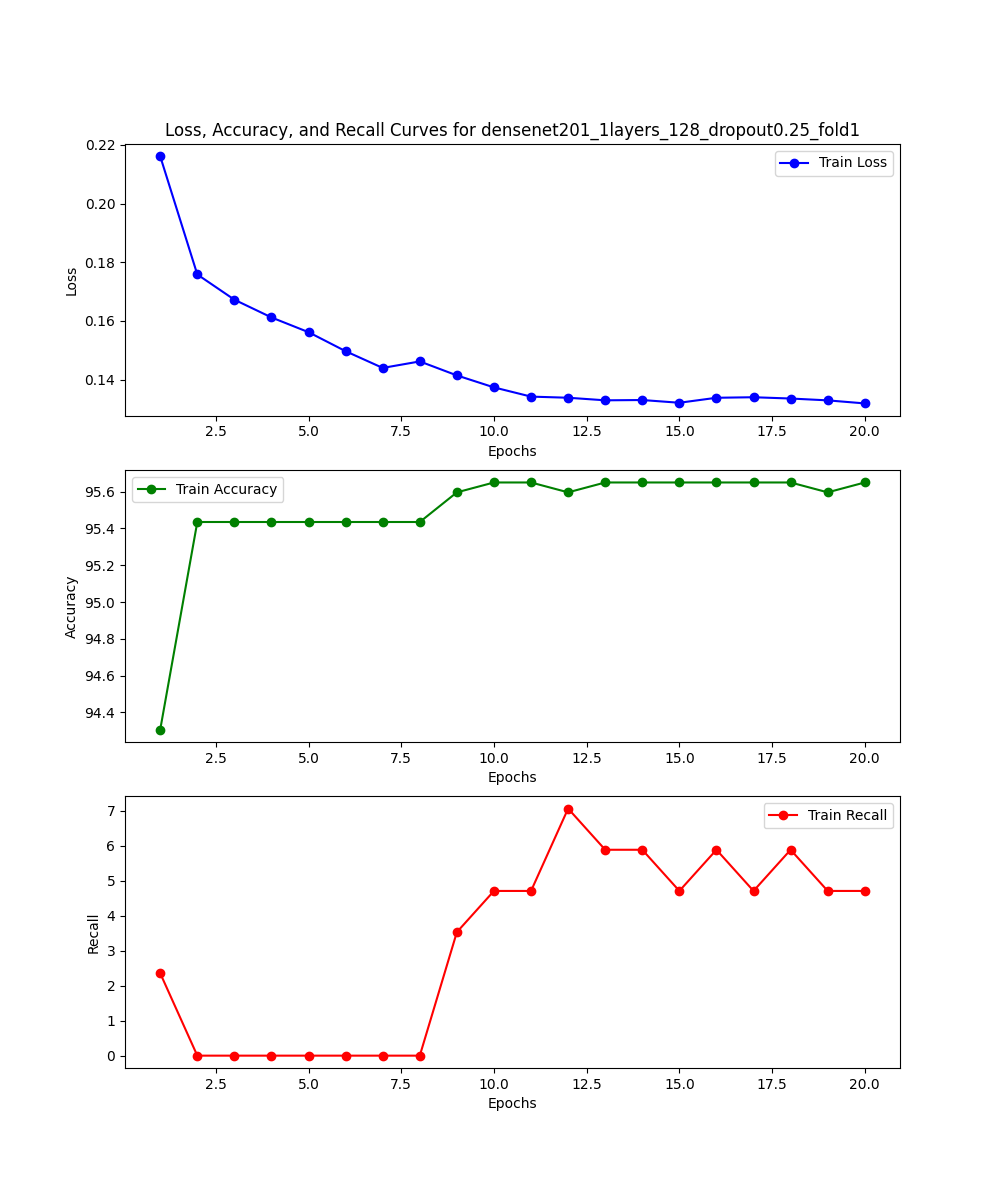 Loss, Accuracy, and Recall Curves for densenet201_1layers_128_dropout0.25_fold1
0.22
0.20
0.18
0.16
0.14
Loss
Train Loss
2.5 5.0 7.5 10.0 12.5 15.0 17.5 20.0
Epochs
95.6
95.4
95.2
95.0
94.8
94.6
94.4
Accuracy
Train Accuracy
2.5 5.0 7.5 10.0 12.5 15.0 17.5 20.0
Epochs
7
6
5
4
3
2
1
0
Recall
Train Recall
2.5 5.0 7.5 10.0 12.5 15.0 17.5 20.0
Epochs